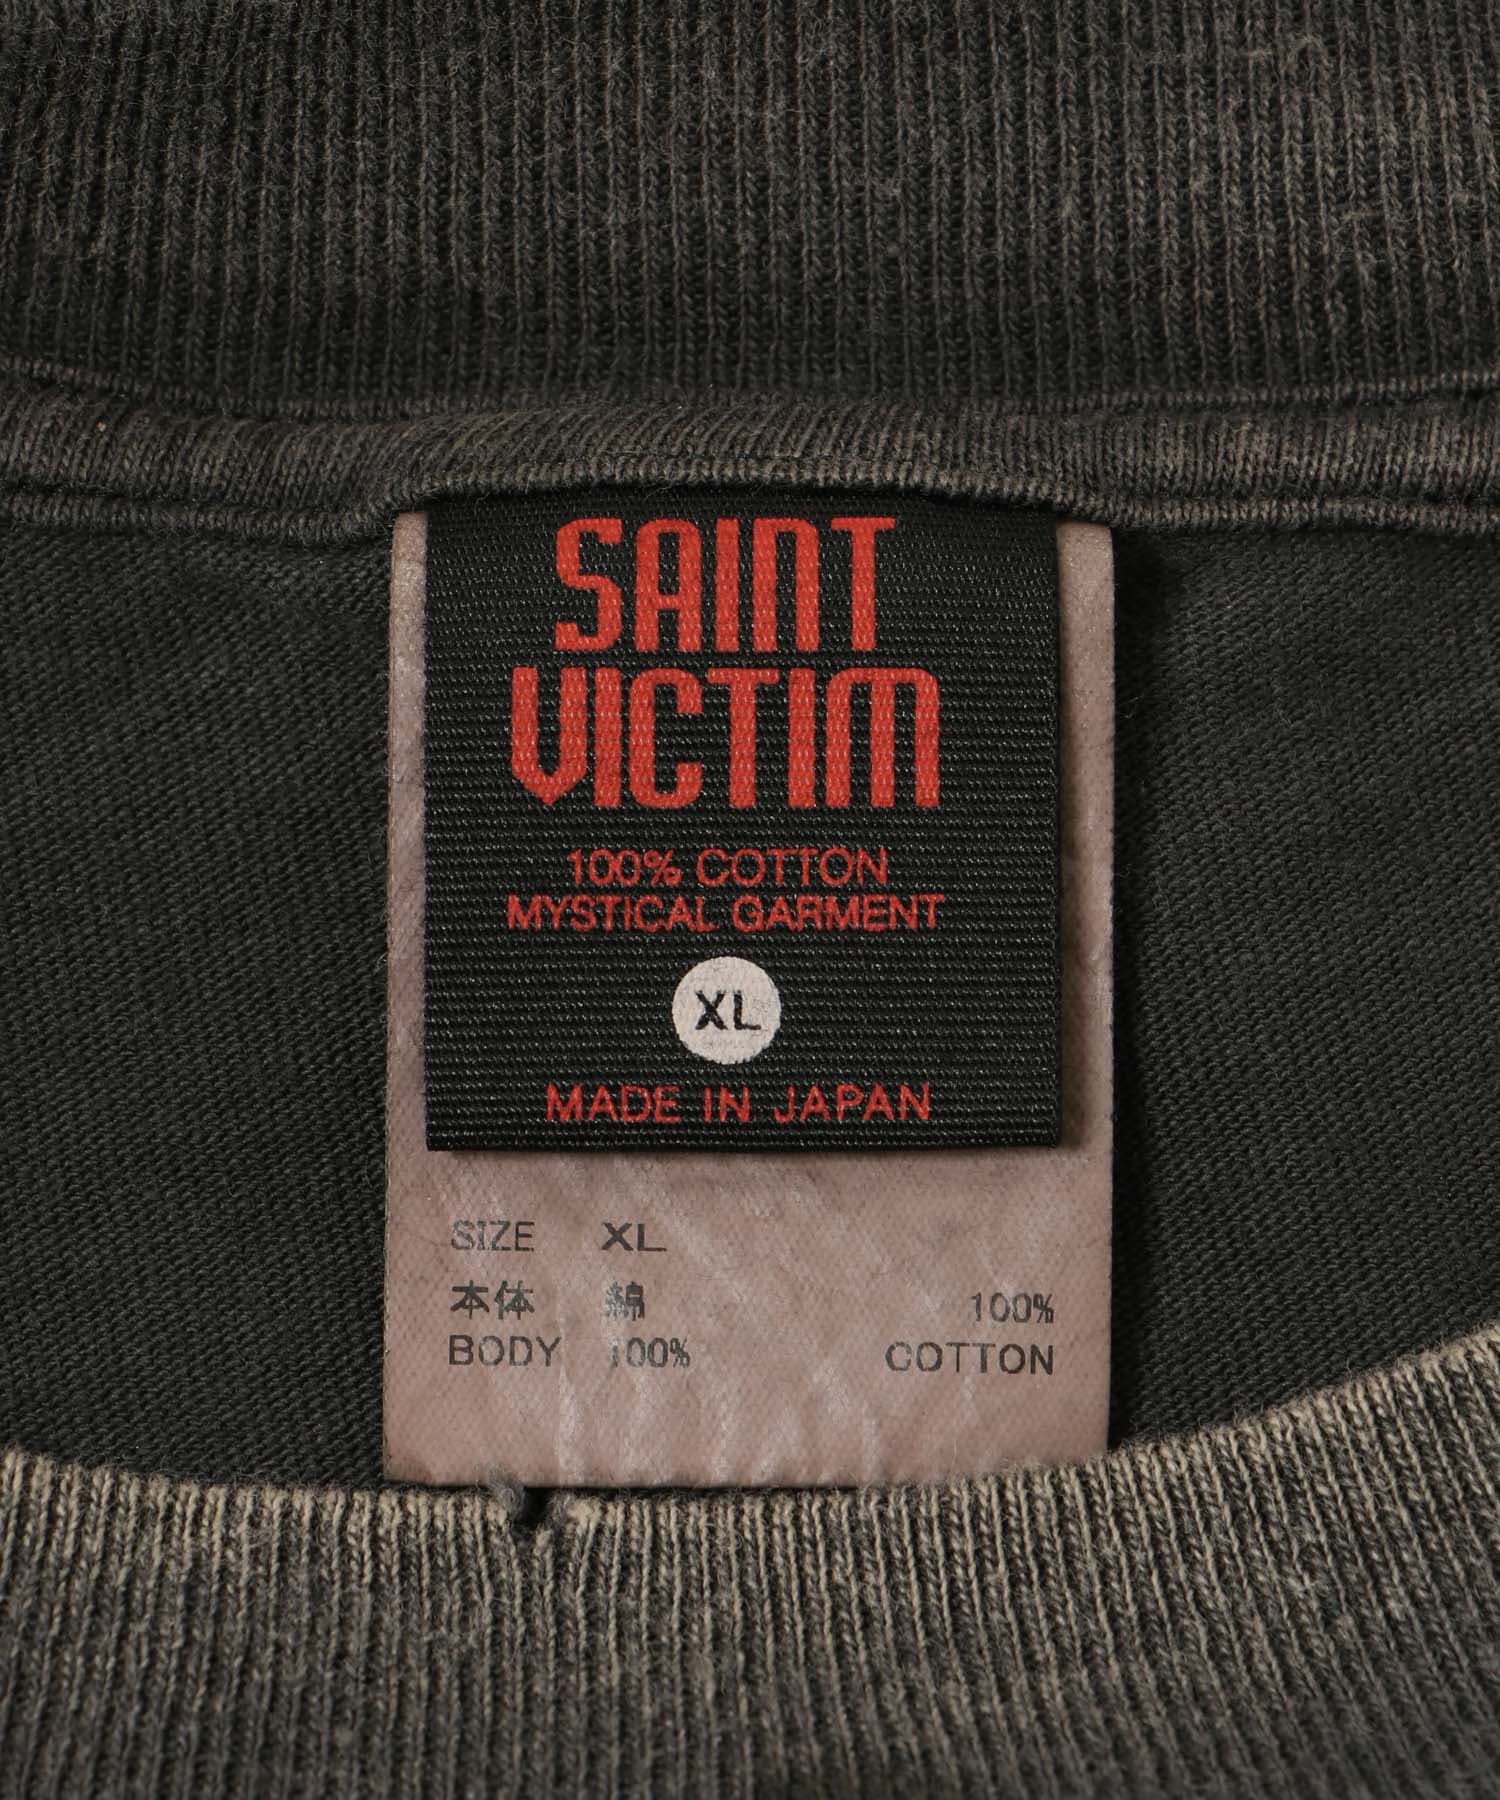 SAINT
VICTIM
100% COTTON
MYSTICAL GARMENT
XL
MADE IN JAPAN
SIZE XL
本体 綿 100%
BODY 100% COTTON